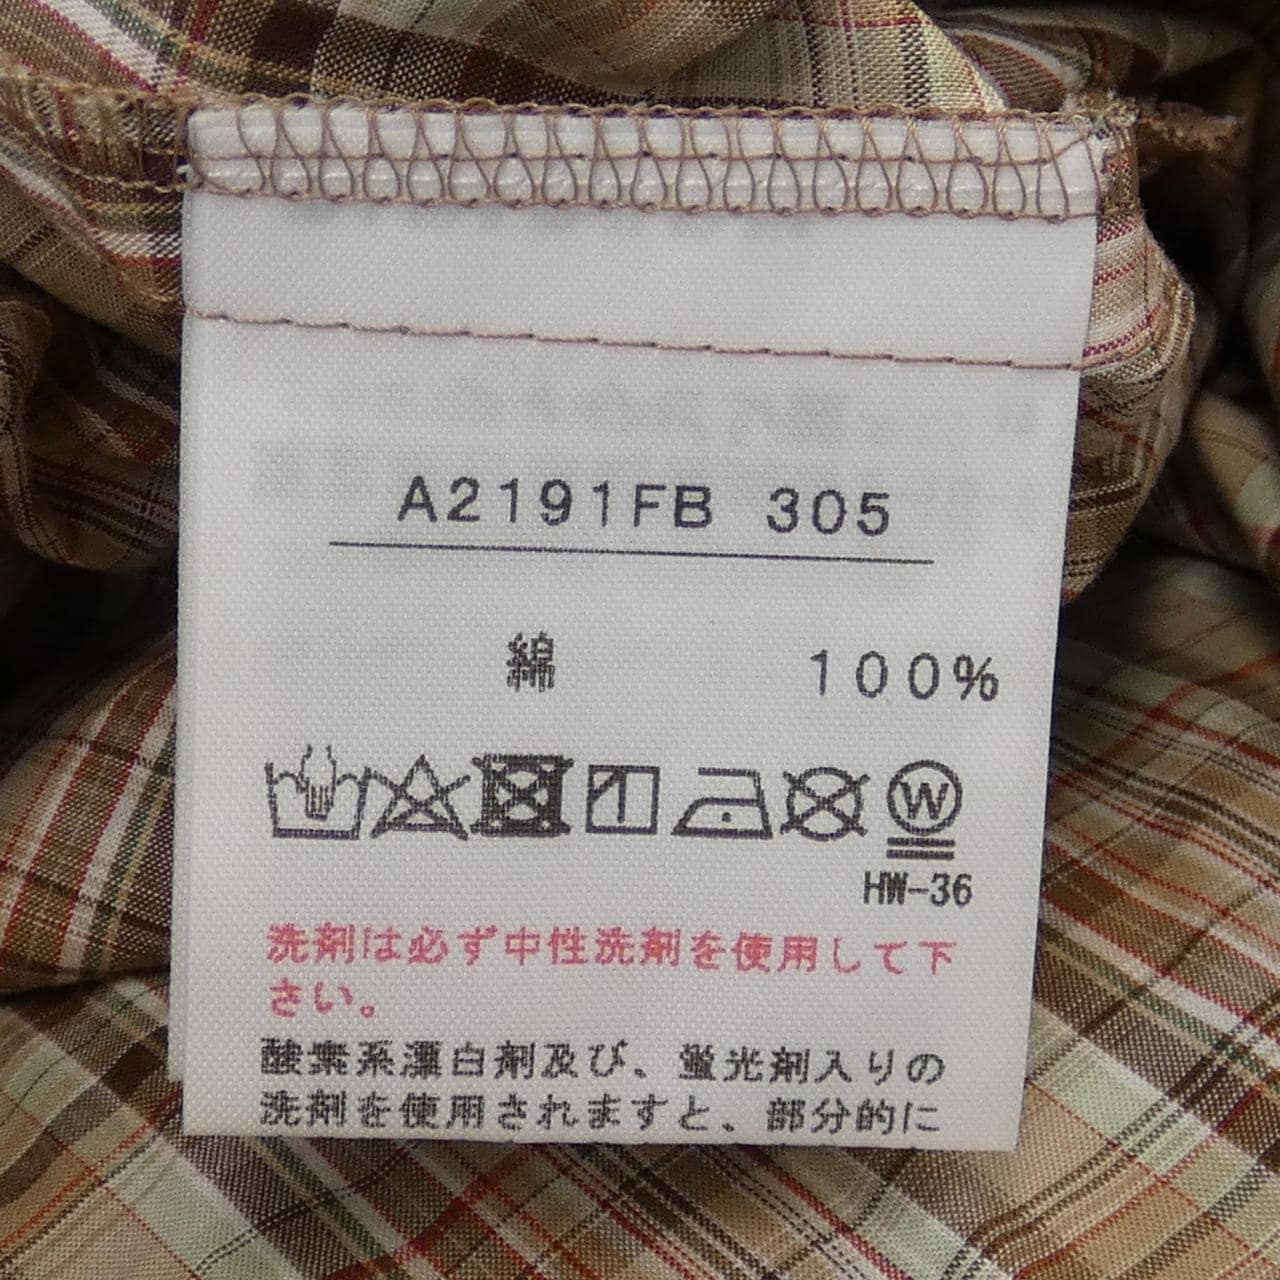 A2191FB 305
綿 100%
W
HW-36
洗剤は必ず中性洗剤を使用して下
さい。
酸素系漂白剤及び、蛍光剤入りの
洗剤を使用されますと、部分的に